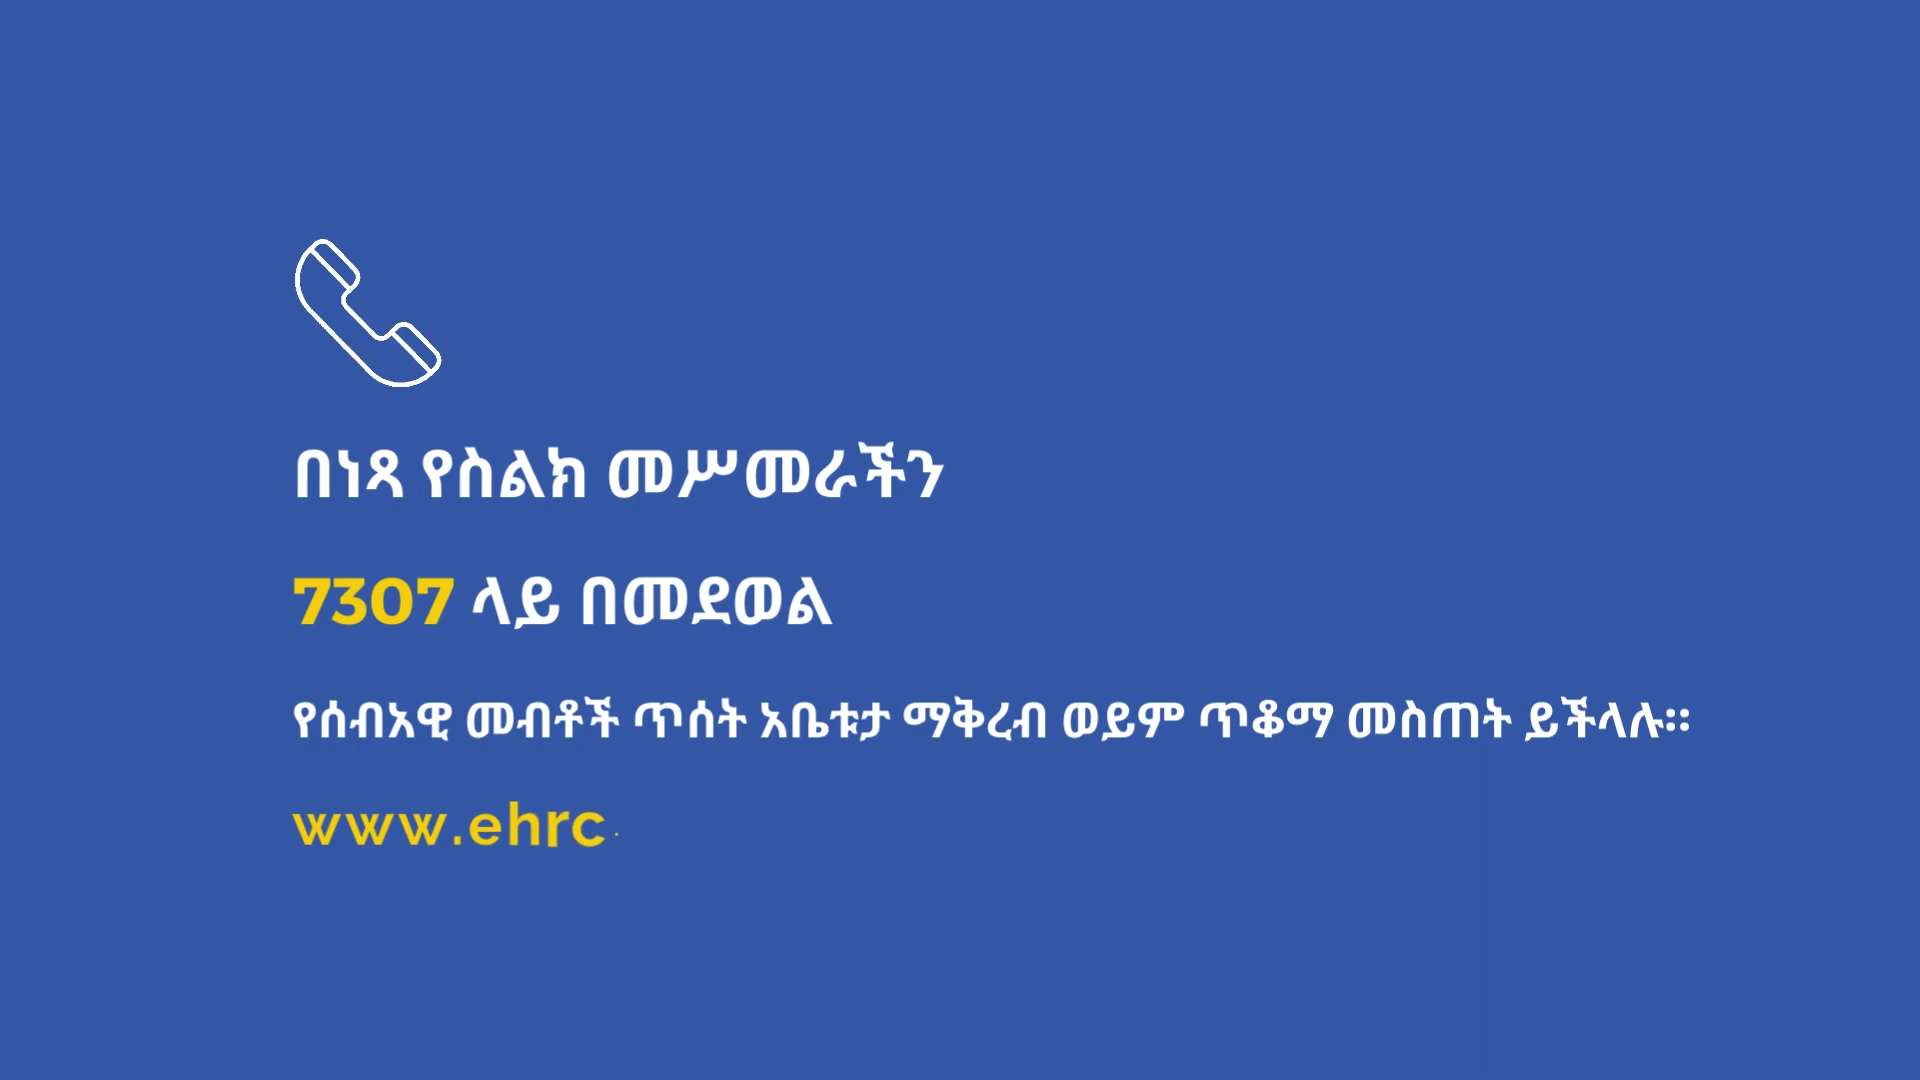 በነጻ የስልክ መሥመራችን
7307 ላይ በመደወል
የሰብአዊ መብቶች ጥሰት አቤቱታ ማቅረብ ወይም ጥቆማ መስጠት ይችላሉ።
www.ehrc.